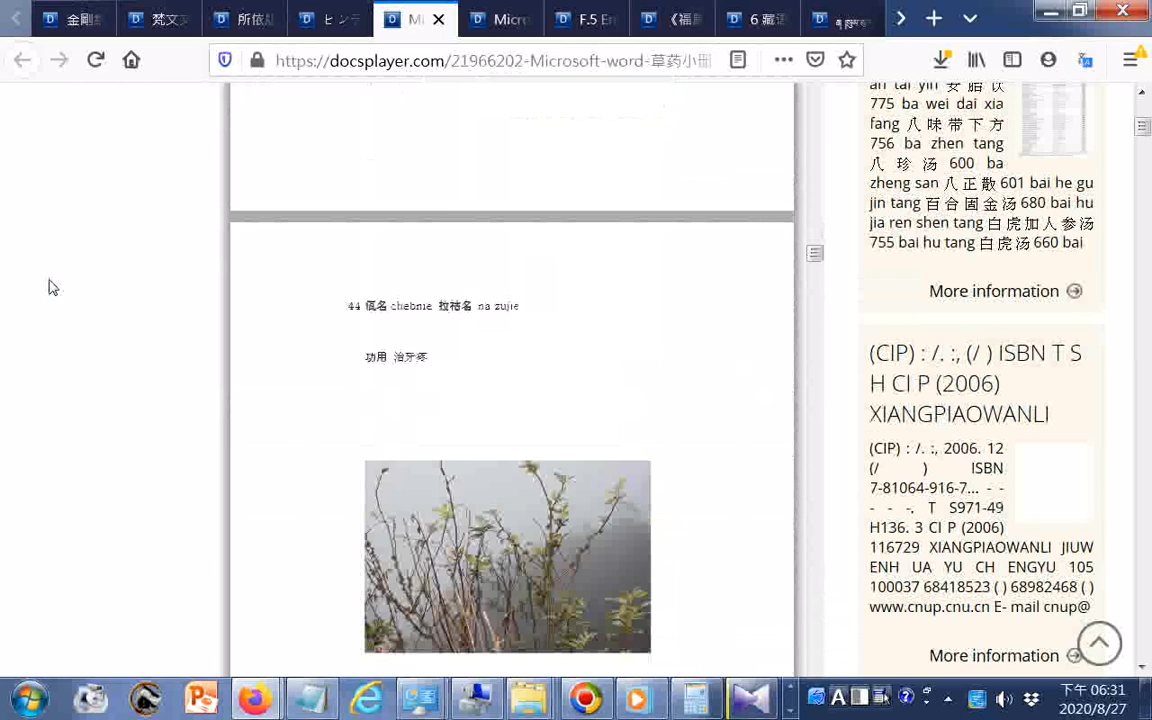 金剛
梵文
所依
ヒンテ
Mi
Micro
F.5 E
《福
6 藏
https://docsplayer.com/21966202-Microsoft-word-草药小册
an tai yin 安 胎 饮
775 ba wei dai xia
fang 八 味 带 下 方
756 ba zhen tang
八 珍 汤 600 ba
zheng san 八正散 601 bai he gu
jin tang 百合固金汤 680 bai hu
jia ren shen tang 白虎加人参汤
755 bai hu tang 白虎汤 660 bai
More information
44 佤名 chebnie 拉祜名 na zujie
功用 治牙疼
(CIP) : /. :, (/ ) ISBN T S
H CI P (2006)
XIANGPIAOWANLI
(CIP) : /. :, 2006. 12
(/ ) ISBN
7-81064-916-7... - -
- - - -. T S971-49
H136. 3 CI P (2006)
116729 XIANGPIAOWANLI JIUW
ENH UA YU CH ENGYU 105
100037 68418523 ( ) 68982468 ( )
www.cnup.cnu.cn E- mail cnup@
More information
下午 06:31
2020/8/27